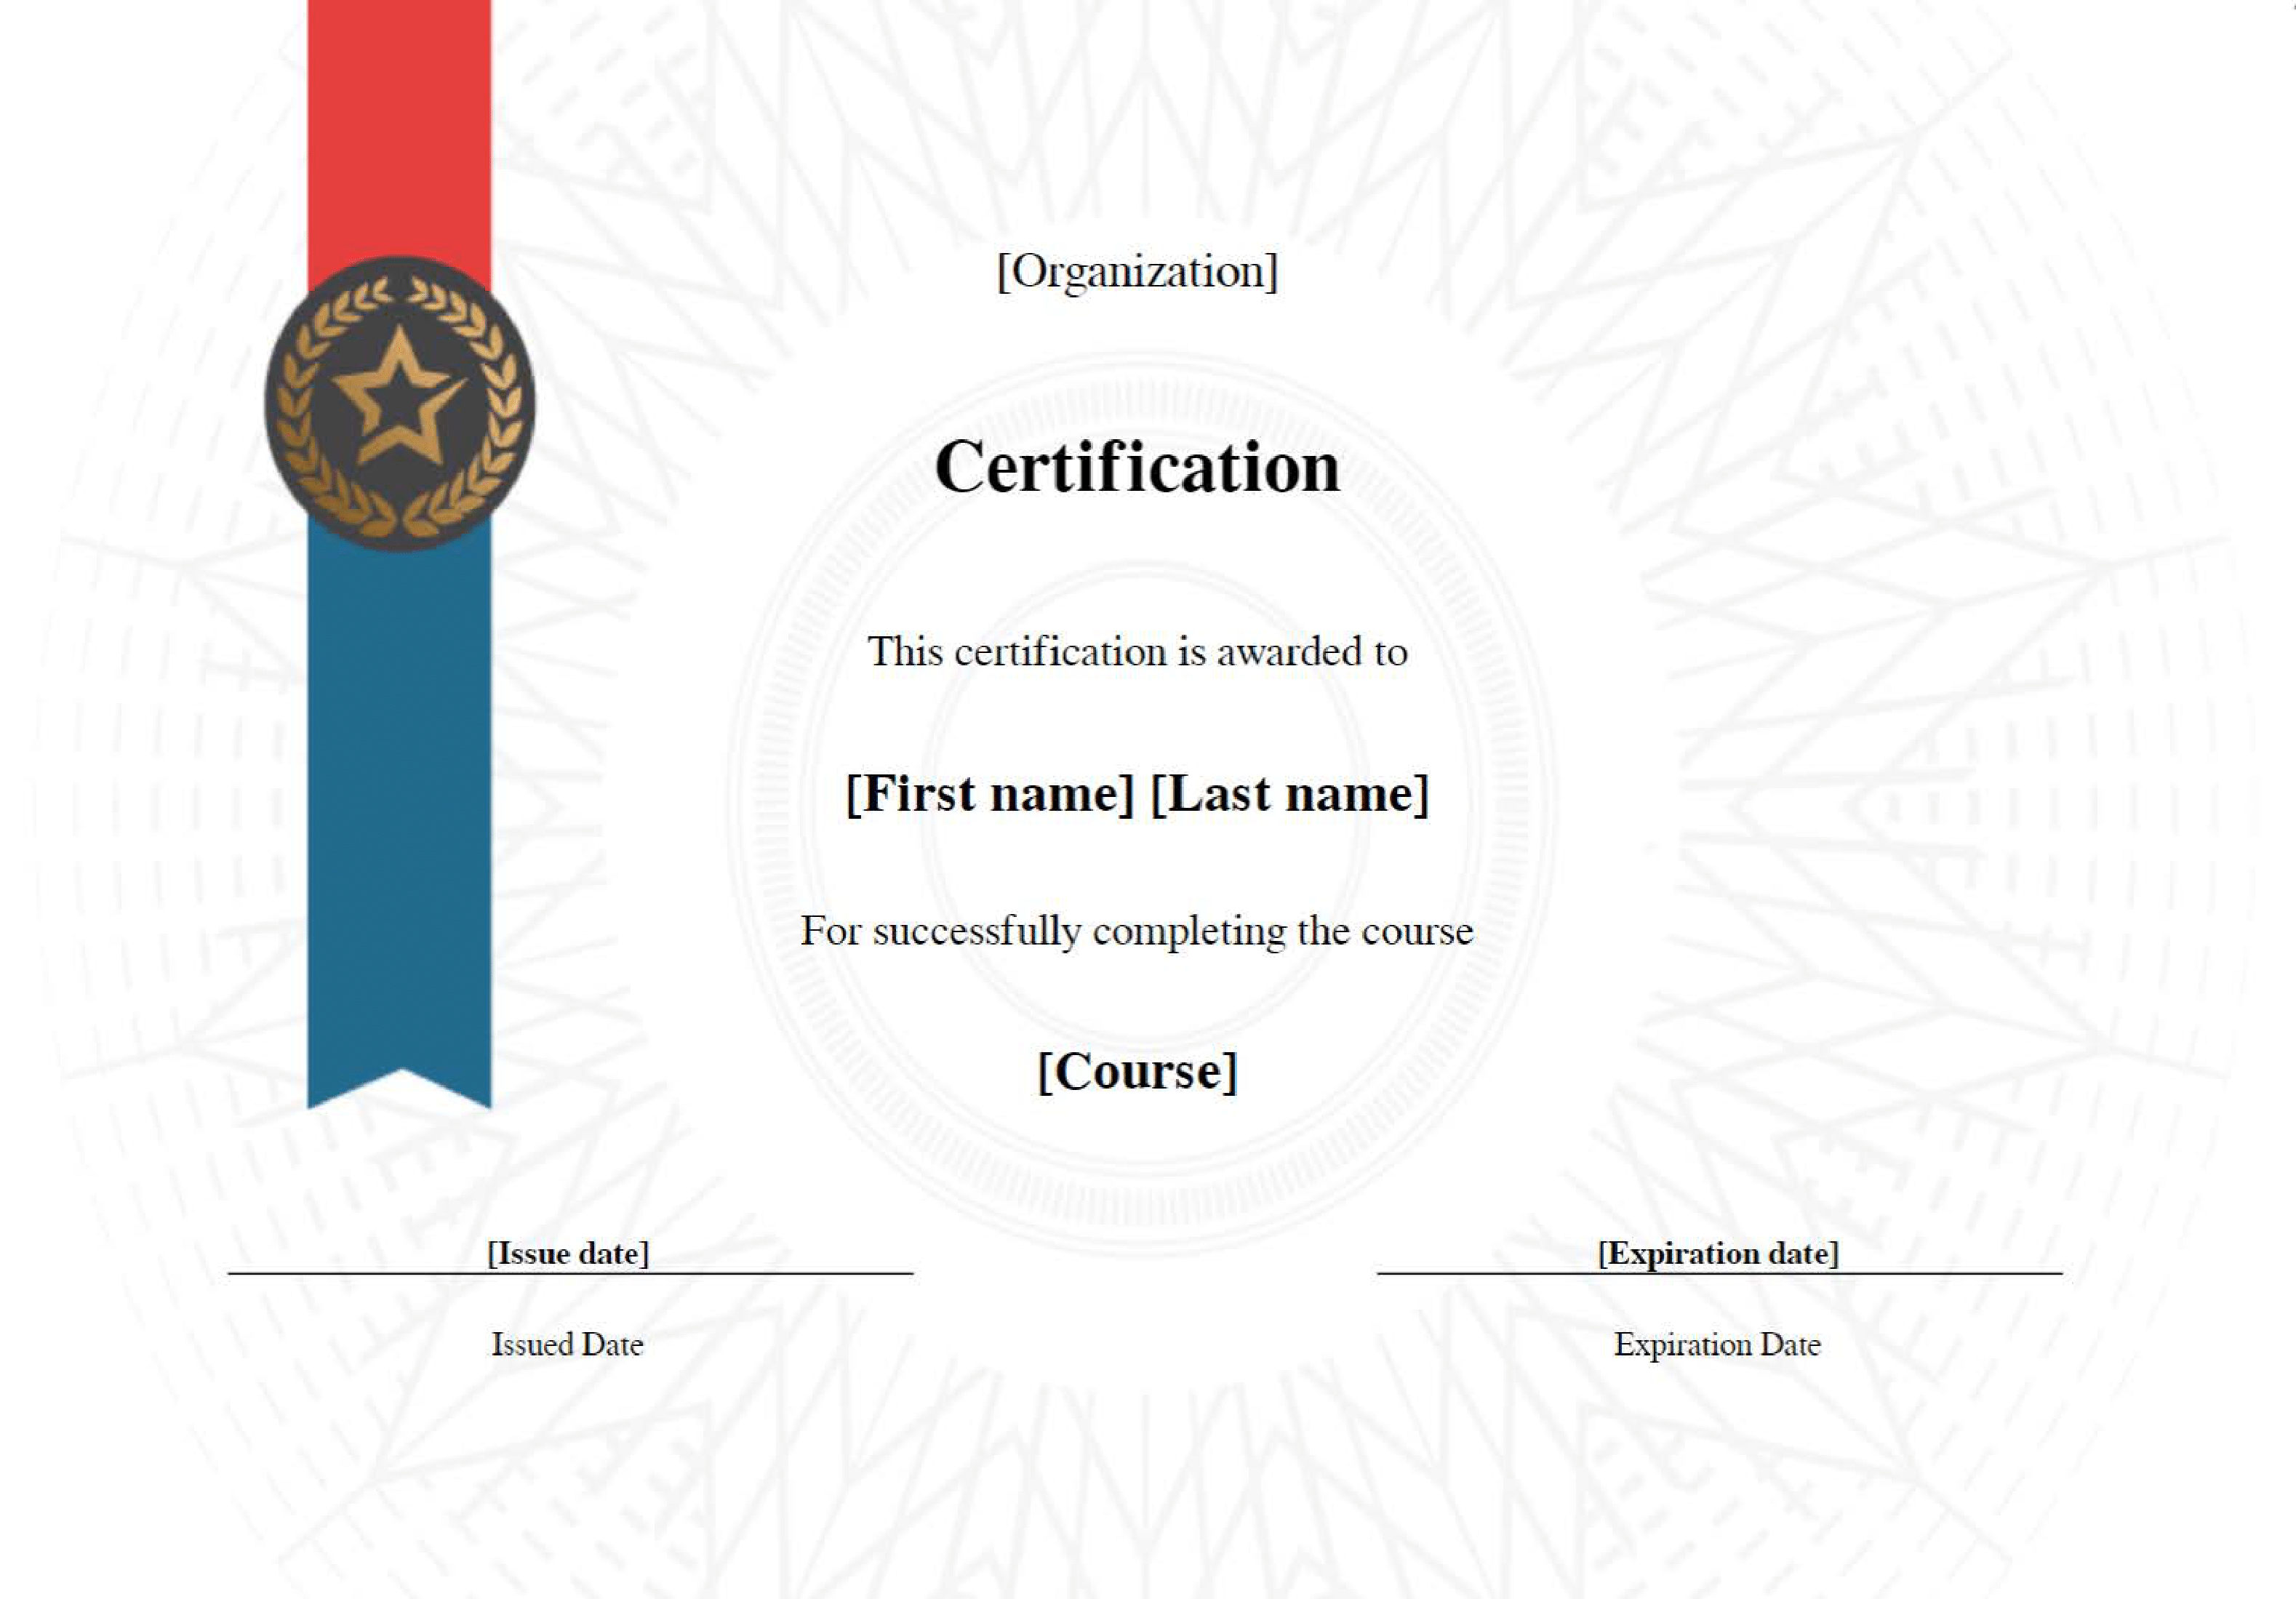 [Organization]
Certification
This certification is awarded to
[First name] [Last name]
For successfully completing the course
[Course]
[Issue date]
[Expiration date]
Issued Date
Expiration Date